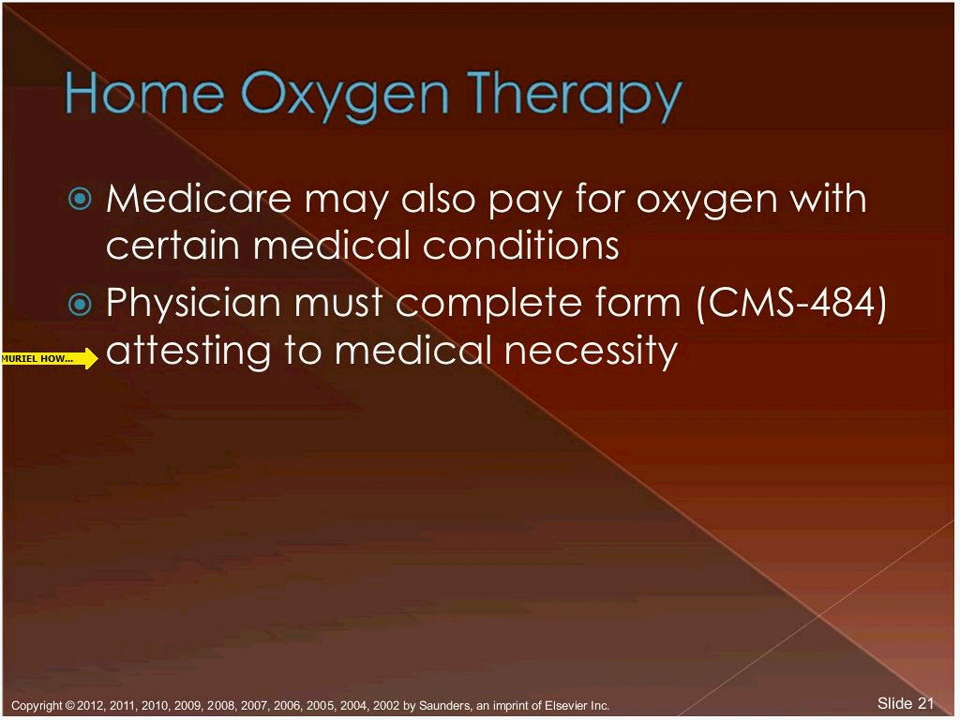 Home Oxygen Therapy
Medicare may also pay for oxygen with
certain medical conditions
Physician must complete form (CMS-484)
attesting to medical necessity
MURIEL HOW...
Copyright © 2012, 2011, 2010, 2009, 2008, 2007, 2006, 2005, 2004, 2002 by Saunders, an imprint of Elsevier Inc.
Slide 21